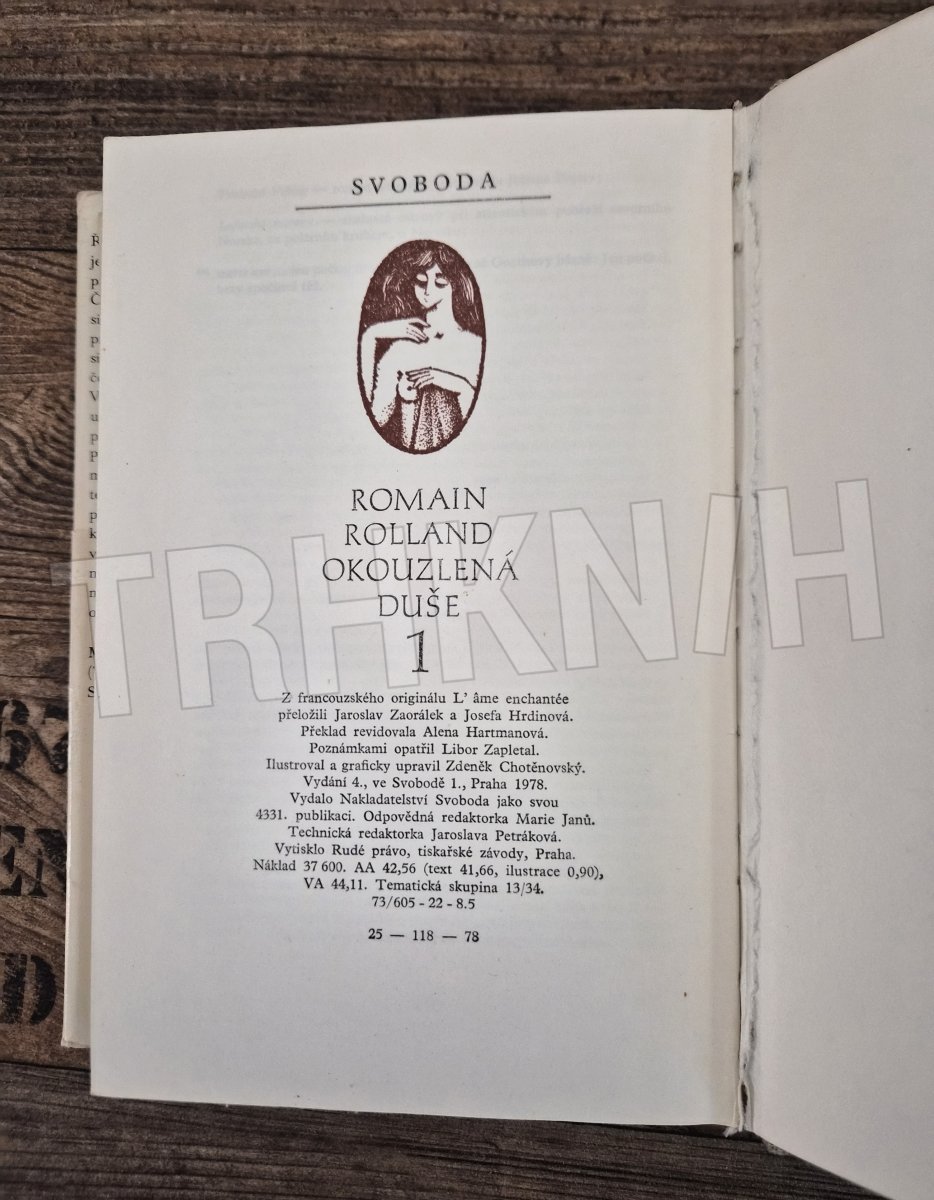 SVOBODA
ROMAIN
ROLLAND
OKOUZLENÁ
DUŠE
1
Z francouzského originálu L' âme enchantée
přeložili Jaroslav Zaorálek a Josefa Hrdinová.
Překlad revidovala Alena Hartmanová.
Poznámkami opatřil Libor Zapletal.
Ilustroval a graficky upravil Zdeněk Chotěnovský.
Vydání 4., ve Svobodě 1., Praha 1978.
Vydalo Nakladatelství Svoboda jako svou
4331. publikaci. Odpovědná redaktorka Marie Janů.
Technická redaktorka Jaroslava Petráková.
Vytisklo Rudé právo, tiskařské závody, Praha.
Náklad 37 600. AA 42,56 (text 41,66, ilustrace 0,90),
VA 44,11. Tematická skupina 13/34.
73/605 - 22 - 8.5
25 — 118 — 78
TRHKNIH